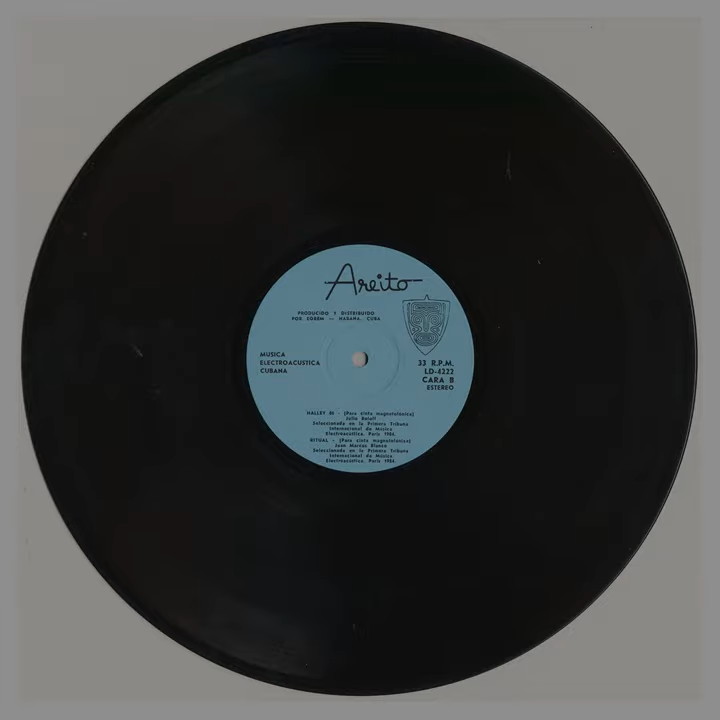 Areito
PRODUCIDO Y DISTRIBUIDO
POR EGREM — HABANA, CUBA
MUSICA
ELECTROACUSTICA
CUBANA
33 R.P.M.
LD-4222
CARA B
ESTEREO
HALLEY 86 - (Para cinta magnetofónica)
Julio Roloff
Seleccionada en la Primera Tribuna
Internacional de Música
Electroacústica. París 1986
RITUAL - (Para cinta magnetofónica)
Juan Marcos Blanco
Seleccionada en la Primera Tribuna
Internacional de Música
Electroacústica. París 1986